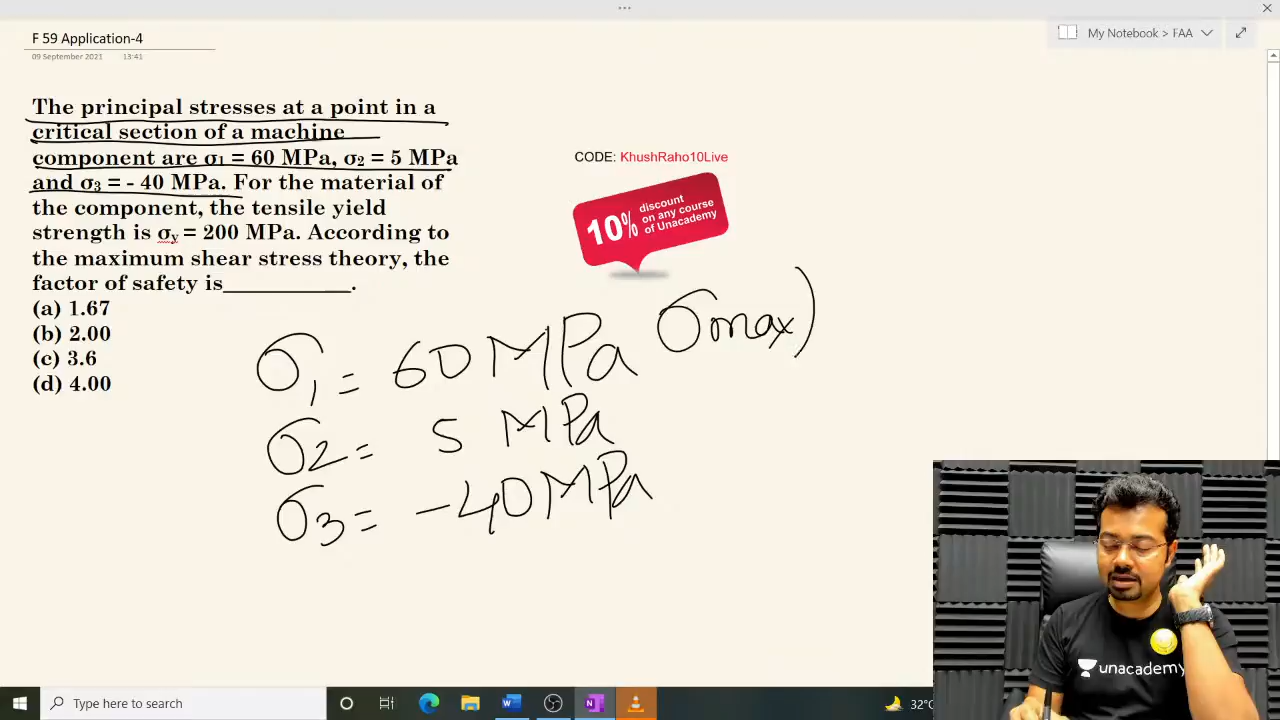 F 59 Application-4
My Notebook > FAA
09 September 2021 13:41
The principal stresses at a point in a
critical section of a machine
component are σ1 = 60 MPa, σ2 = 5 MPa
and σ3 = - 40 MPa. For the material of
the component, the tensile yield
strength is σy = 200 MPa. According to
the maximum shear stress theory, the
factor of safety is___________.
(a) 1.67
(b) 2.00
(c) 3.6
(d) 4.00
CODE: KhushRaho10Live
10% discount
on any course
of Unacademy
σ1 = 60 MPa σmax)
σ2 = 5 MPa
σ3 = -40 MPa
unacademy
Type here to search
32°C